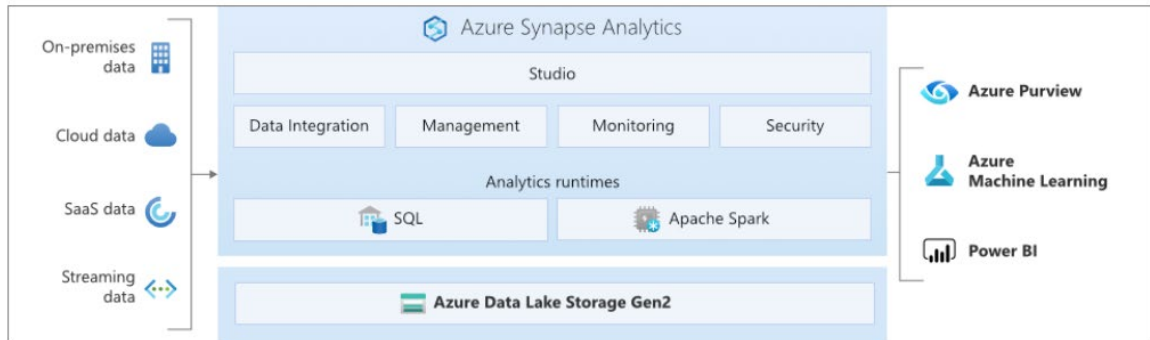 On-premises
data
Cloud data
SaaS data
Streaming
data
Azure Synapse Analytics
Studio
Data Integration
Management
Monitoring
Security
Analytics runtimes
SQL
Apache Spark
Azure Data Lake Storage Gen2
Azure Purview
Azure
Machine Learning
Power BI